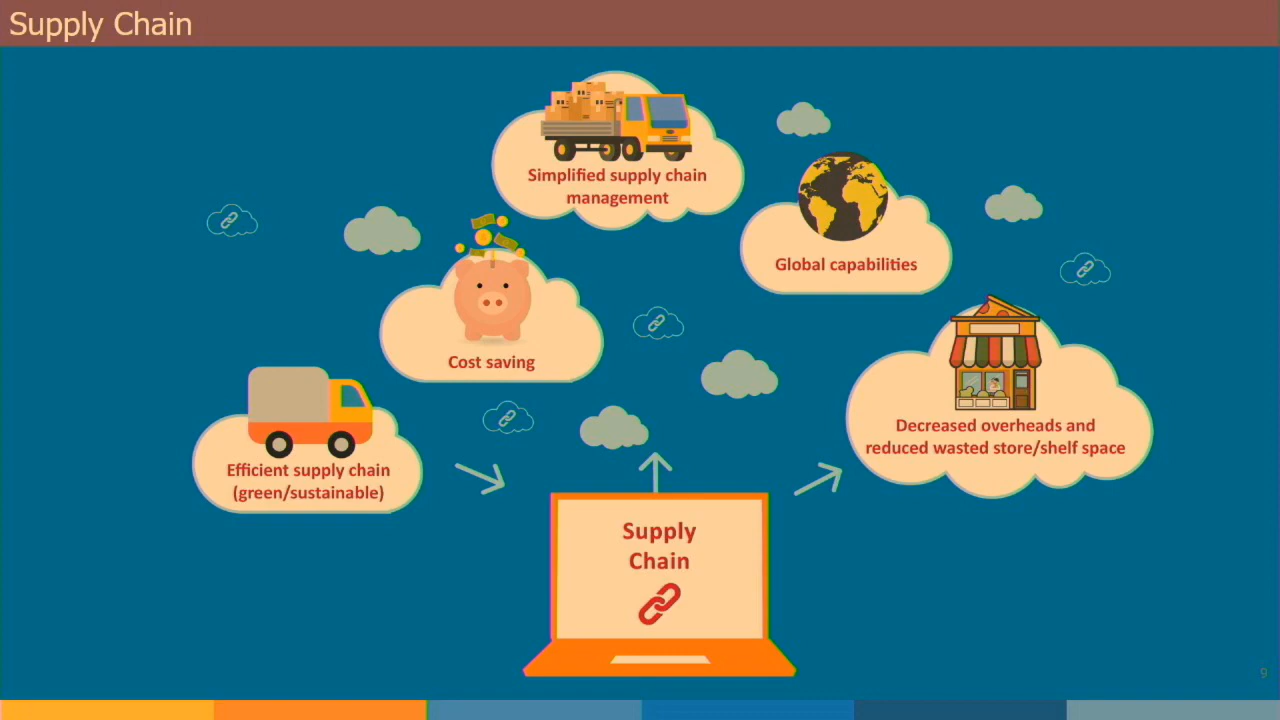 Supply Chain
Simplified supply chain
management
Global capabilities
Cost saving
Decreased overheads and
reduced wasted store/shelf space
Efficient supply chain
(green/sustainable)
Supply
Chain
9